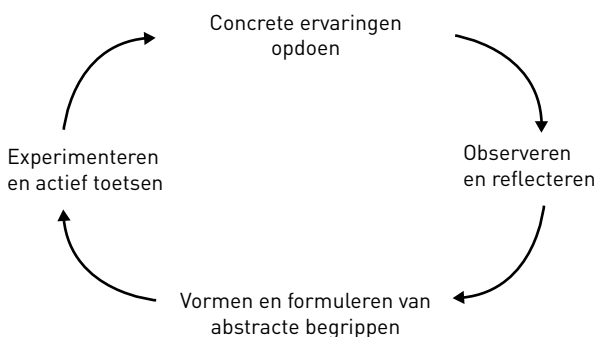 Concrete ervaringen
opdoen
Observeren
en reflecteren
Vormen en formuleren van
abstracte begrippen
Experimenteren
en actief toetsen